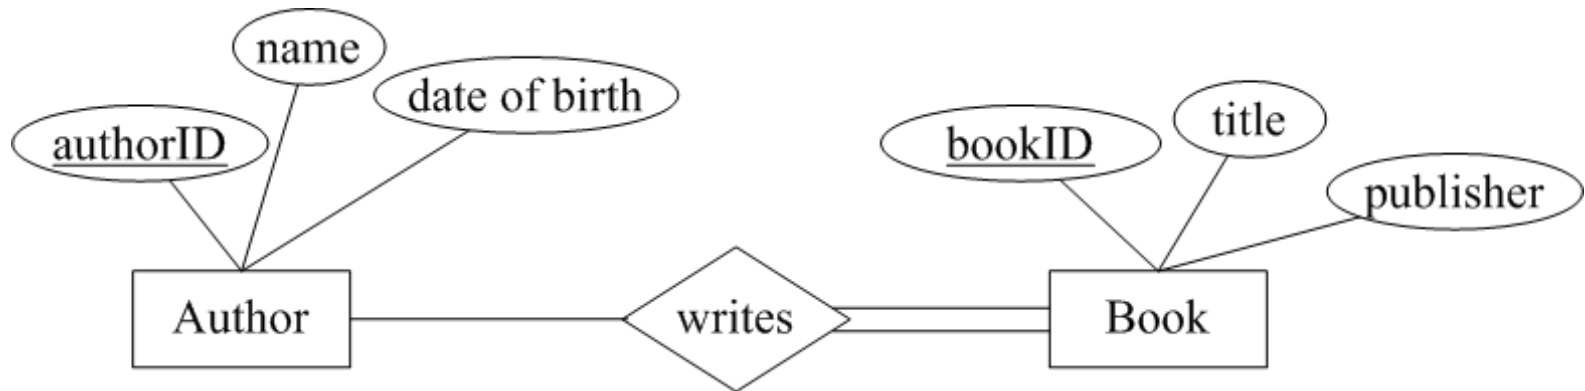 name
date of birth
authorID
title
bookID
publisher
Author
writes
Book